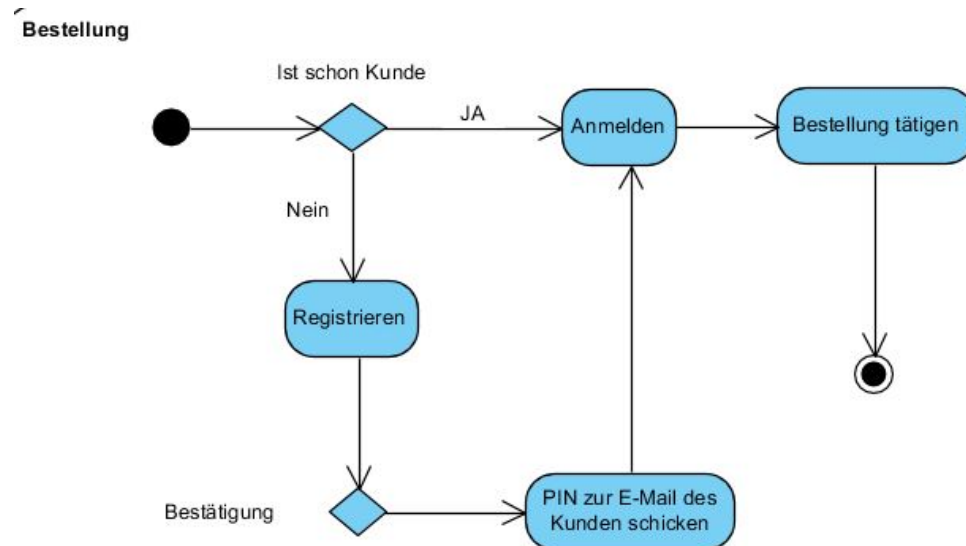 Bestellung
Ist schon Kunde
JA
Anmelden
Bestellung tätigen
Nein
Registrieren
Bestätigung
PIN zur E-Mail des
Kunden schicken